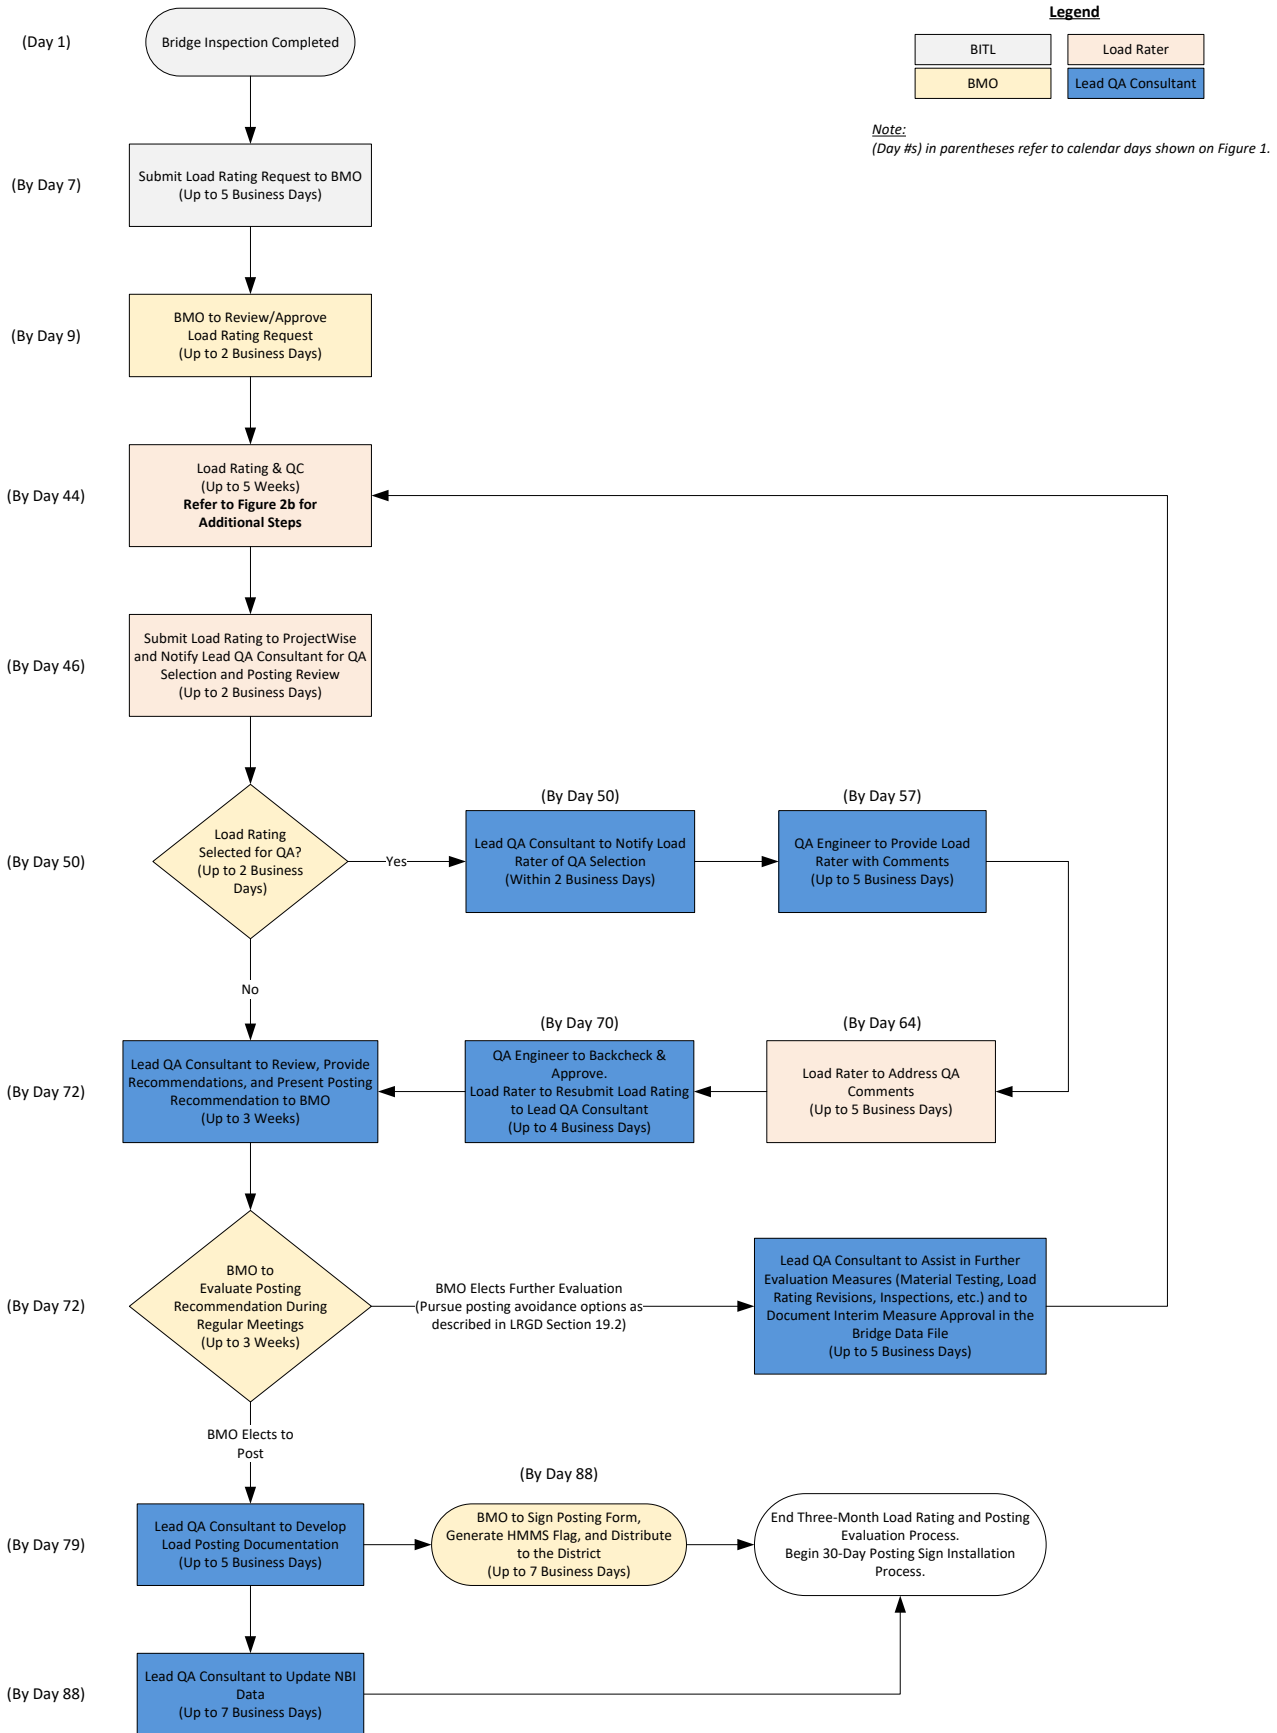 Legend
BITL
Load Rater
BMO
Lead QA Consultant
Note:
(Day #s) in parentheses refer to calendar days shown on Figure 1.
(Day 1)
Bridge Inspection Completed
(By Day 7)
Submit Load Rating Request to BMO
(Up to 5 Business Days)
(By Day 9)
BMO to Review/Approve
Load Rating Request
(Up to 2 Business Days)
(By Day 44)
Load Rating & QC
(Up to 5 Weeks)
Refer to Figure 2b for
Additional Steps
(By Day 46)
Submit Load Rating to ProjectWise
and Notify Lead QA Consultant for QA
Selection and Posting Review
(Up to 2 Business Days)
(By Day 50)
Load Rating
Selected for QA?
(Up to 2 Business
Days)
Yes
(By Day 50)
Lead QA Consultant to Notify Load
Rater of QA Selection
(Within 2 Business Days)
(By Day 57)
QA Engineer to Provide Load
Rater with Comments
(Up to 5 Business Days)
No
(By Day 64)
Load Rater to Address QA
Comments
(Up to 5 Business Days)
(By Day 70)
QA Engineer to Backcheck &
Approve.
Load Rater to Resubmit Load Rating
to Lead QA Consultant
(Up to 4 Business Days)
(By Day 72)
Lead QA Consultant to Review, Provide
Recommendations, and Present Posting
Recommendation to BMO
(Up to 3 Weeks)
(By Day 72)
BMO to
Evaluate Posting
Recommendation During
Regular Meetings
(Up to 3 Weeks)
BMO Elects Further Evaluation
(Pursue posting avoidance options as
described in LRGD Section 19.2)
Lead QA Consultant to Assist in Further
Evaluation Measures (Material Testing, Load
Rating Revisions, Inspections, etc.) and to
Document Interim Measure Approval in the
Bridge Data File
(Up to 5 Business Days)
BMO Elects to
Post
(By Day 79)
Lead QA Consultant to Develop
Load Posting Documentation
(Up to 5 Business Days)
(By Day 88)
BMO to Sign Posting Form,
Generate HMMS Flag, and Distribute
to the District
(Up to 7 Business Days)
End Three-Month Load Rating and Posting
Evaluation Process.
Begin 30-Day Posting Sign Installation
Process.
(By Day 88)
Lead QA Consultant to Update NBI
Data
(Up to 7 Business Days)